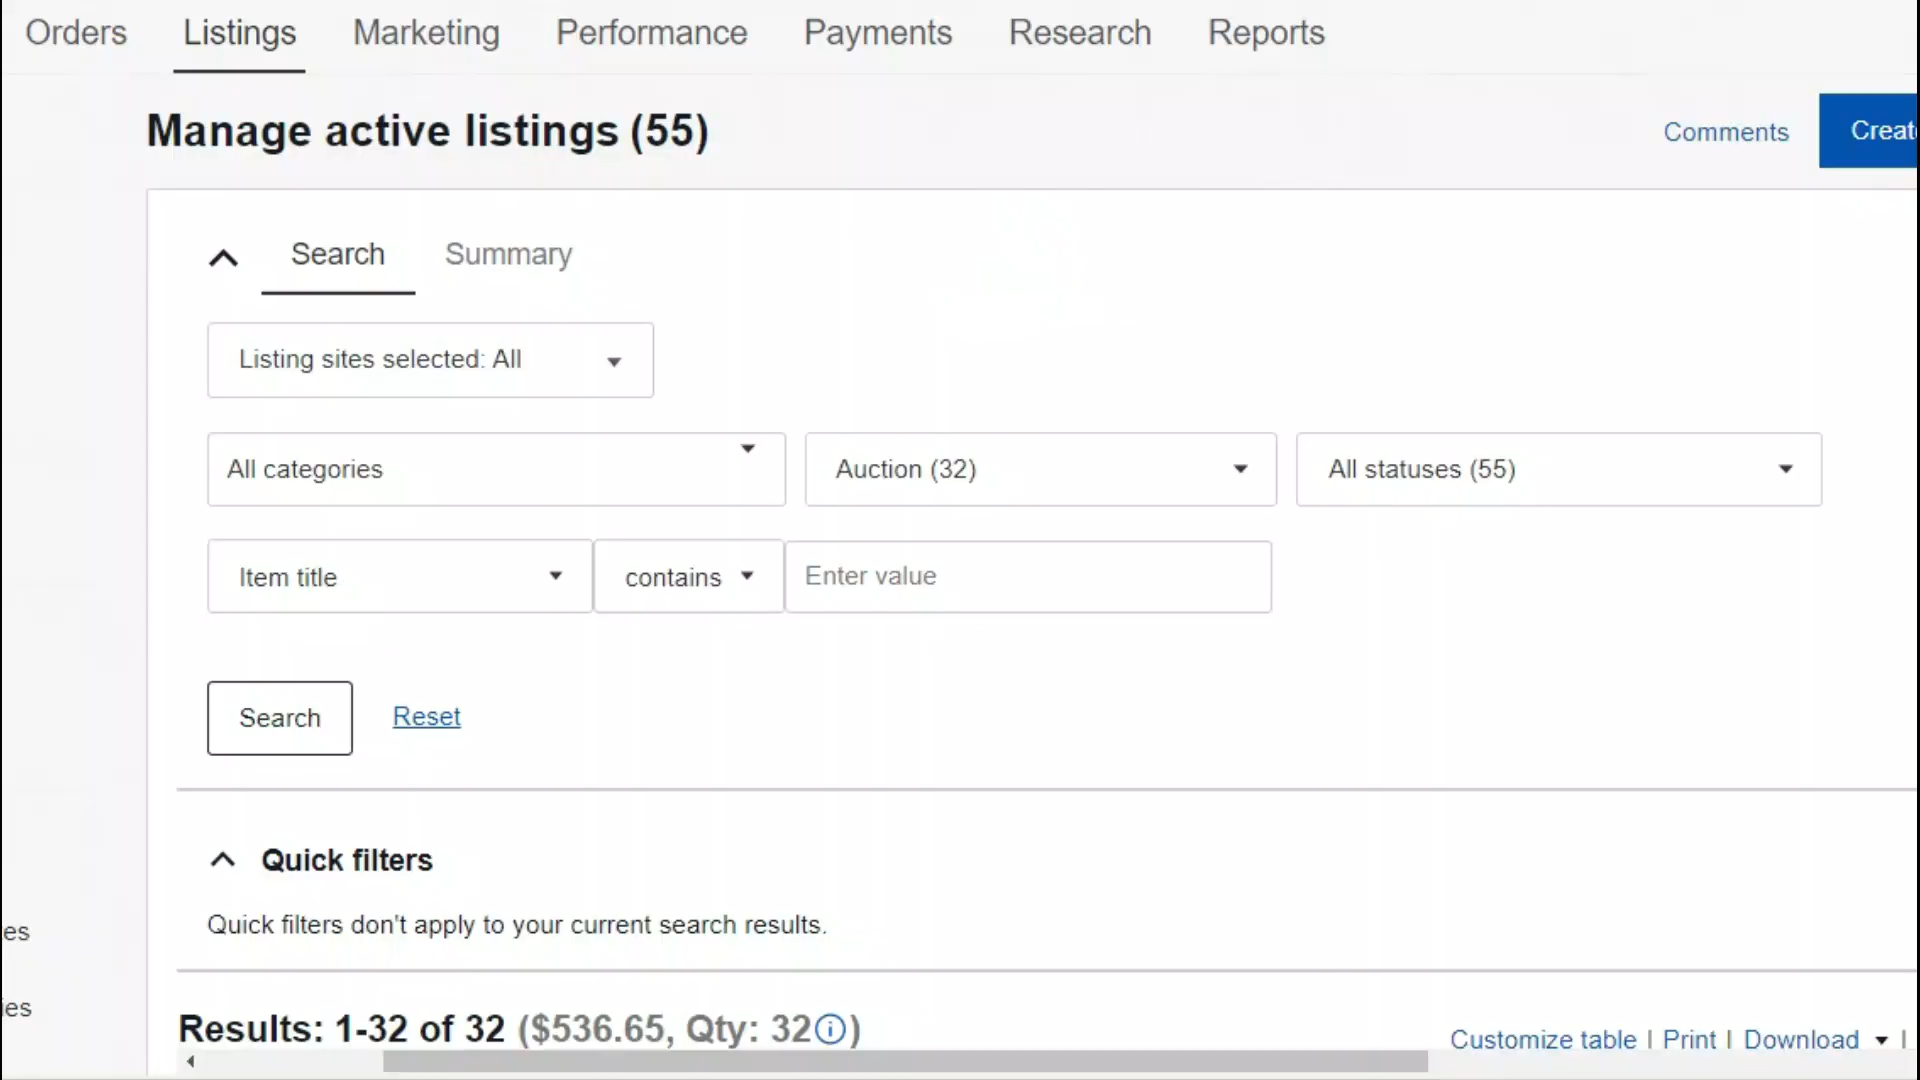 Orders Listings Marketing Performance Payments Research Reports
Manage active listings (55)
Comments
Creat
Search Summary
Listing sites selected: All
All categories Auction (32) All statuses (55)
Item title contains Enter value
Search Reset
Quick filters
es
Quick filters don't apply to your current search results.
ies
Results: 1-32 of 32 ($536.65, Qty: 32)
Customize table | Print | Download |